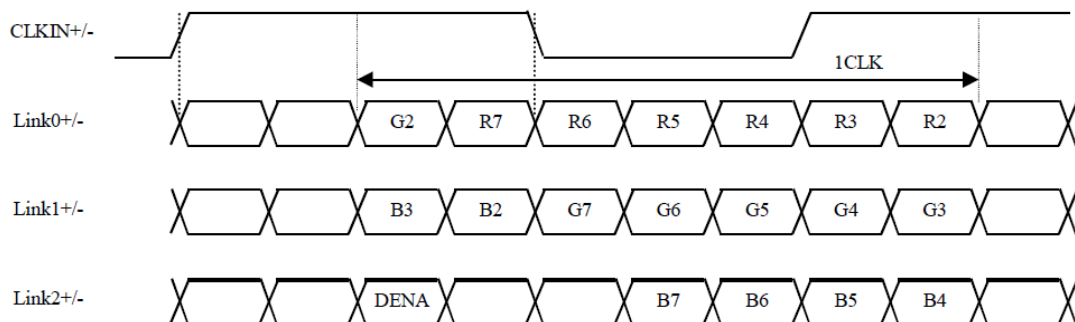 CLKIN+/-
1CLK
Link0+/- G2 R7 R6 R5 R4 R3 R2
Link1+/- B3 B2 G7 G6 G5 G4 G3
Link2+/- DENA B7 B6 B5 B4